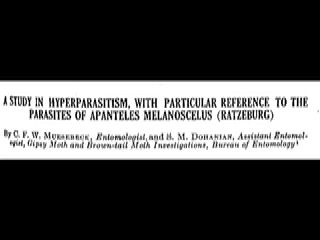 A STUDY IN HYPERPARASITISM, WITH PARTICULAR REFERENCE TO THE
PARASITES OF APANTELES MELANOSCELUS (RATZEBURG)
By C. F. W. MUESEBECK, Entomologist, and S. M. DOHANIAN, Assistant Entomol-
ogist, Gipsy Moth and Brown-tail Moth Investigations, Bureau of Entomology¹